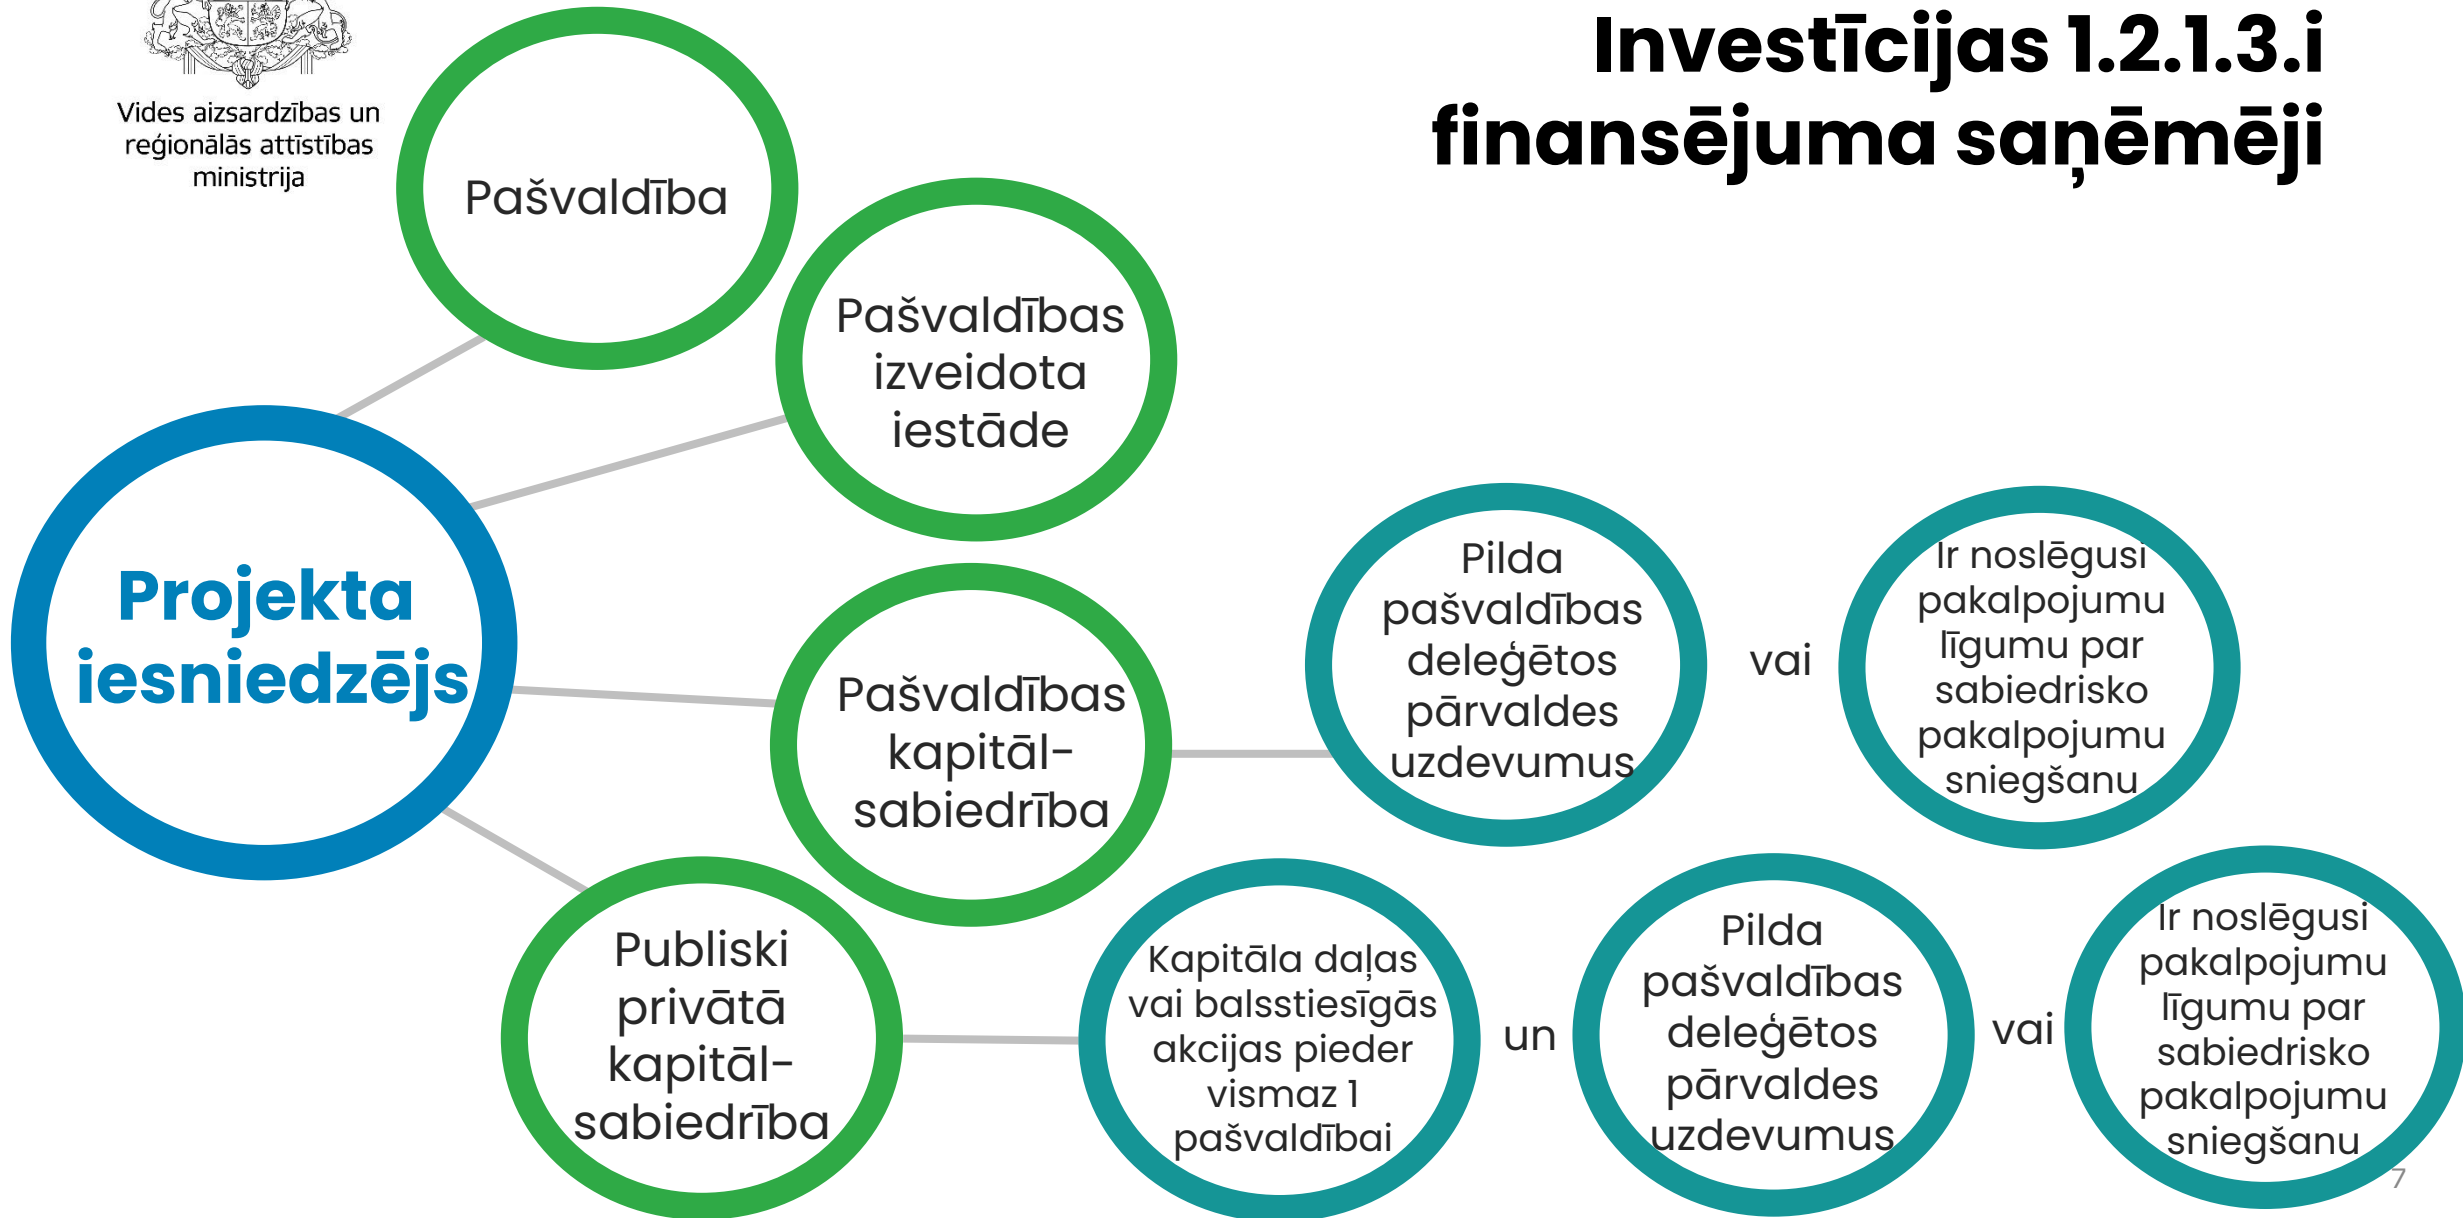 Vides aizsardzības un
reģionālās attīstības
ministrija
Investīcijas 1.2.1.3.i
finansējuma saņēmēji
Pašvaldība
Pašvaldības
izveidota
iestāde
Projekta
iesniedzējs
Pašvaldības
kapitāl-
sabiedrība
Pilda
pašvaldības
deleģētos
pārvaldes
uzdevumus
vai
Ir noslēgusi
pakalpojumu
līgumu par
sabiedrisko
pakalpojumu
sniegšanu
Publiski
privātā
kapitāl-
sabiedrība
Kapitāla daļas
vai balsstiesīgās
akcijas pieder
vismaz 1
pašvaldībai
un
Pilda
pašvaldības
deleģētos
pārvaldes
uzdevumus
vai
Ir noslēgusi
pakalpojumu
līgumu par
sabiedrisko
pakalpojumu
sniegšanu
7